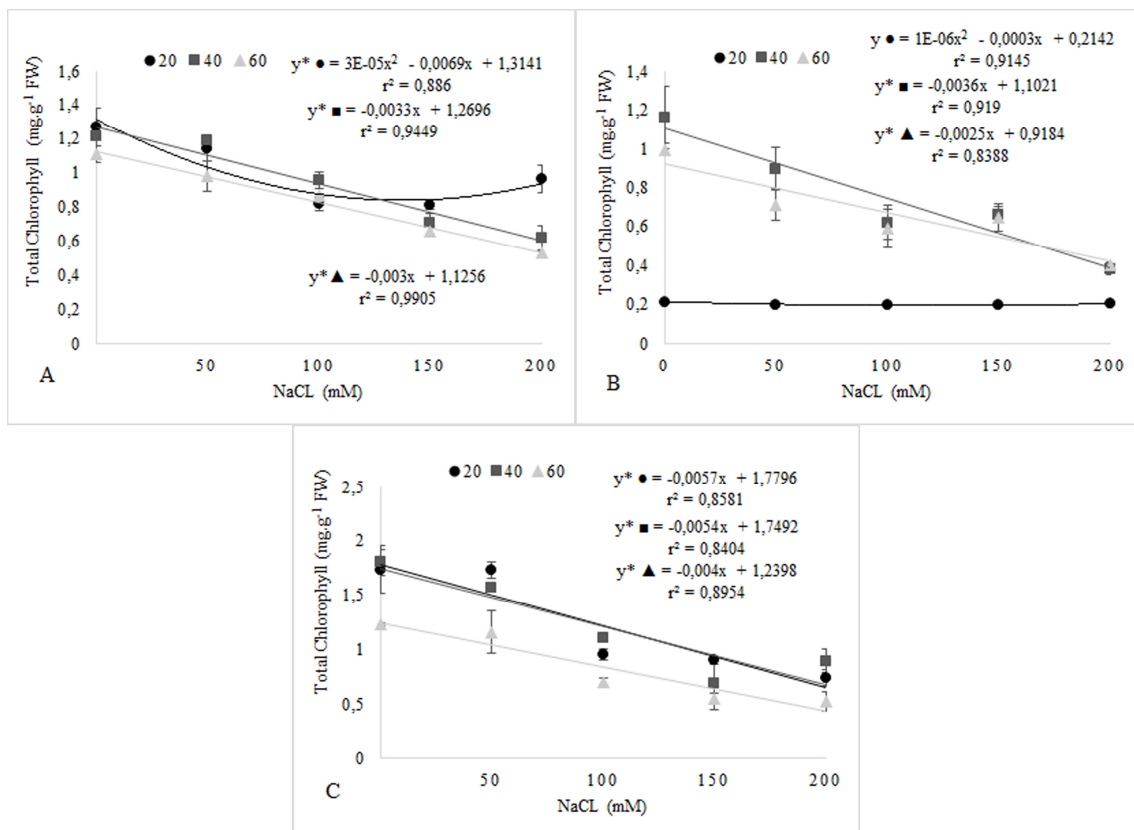 ● 20 ■ 40 ▲ 60
y* ● = 3E-05x² - 0,0069x + 1,3141
r² = 0,886
y* ■ = -0,0033x + 1,2696
r² = 0,9449
y* ▲ = -0,003x + 1,1256
r² = 0,9905
Total Chlorophyll (mg.g⁻¹ FW)
1,6
1,4
1,2
1
0,8
0,6
0,4
0,2
0
50 100 150 200
NaCL (mM)
A
● 20 ■ 40 ▲ 60
y ● = 1E-06x² - 0,0003x + 0,2142
r² = 0,9145
y* ■ = -0,0036x + 1,1021
r² = 0,919
y* ▲ = -0,0025x + 0,9184
r² = 0,8388
Total Chlorophyll (mg.g⁻¹ FW)
1,4
1,2
1
0,8
0,6
0,4
0,2
0
0 50 100 150 200
NaCL (mM)
B
● 20 ■ 40 ▲ 60
y* ● = -0,0057x + 1,7796
r² = 0,8581
y* ■ = -0,0054x + 1,7492
r² = 0,8404
y* ▲ = -0,004x + 1,2398
r² = 0,8954
Total Chlorophyll (mg.g⁻¹ FW)
2,5
2
1,5
1
0,5
0
50 100 150 200
NaCL (mM)
C